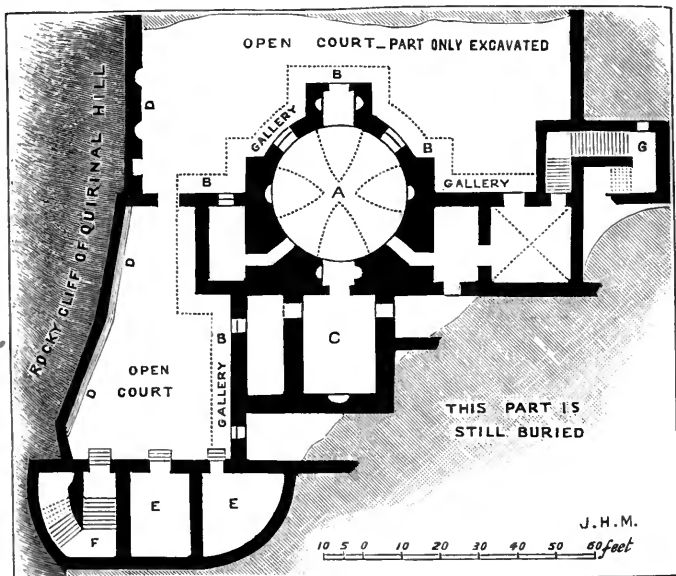 OPEN COURT_PART ONLY EXCAVATED
B
D
GALLERY
B
G
ROCKY CLIFF OF QUIRINAL HILL
A
B
GALLERY
D
B
C
OPEN
COURT
D
GALLERY
THIS PART IS
STILL BURIED
E
E
F
J.H.M.
10 5 0 10 20 30 40 50 60 feet